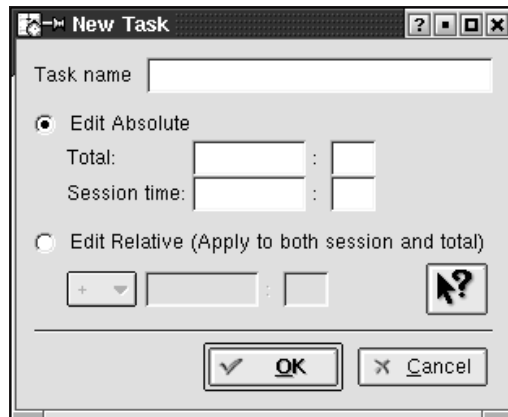 New Task
?
Task name
Edit Absolute
Total: :
Session time: :
Edit Relative (Apply to both session and total)
+ : ?
OK Cancel